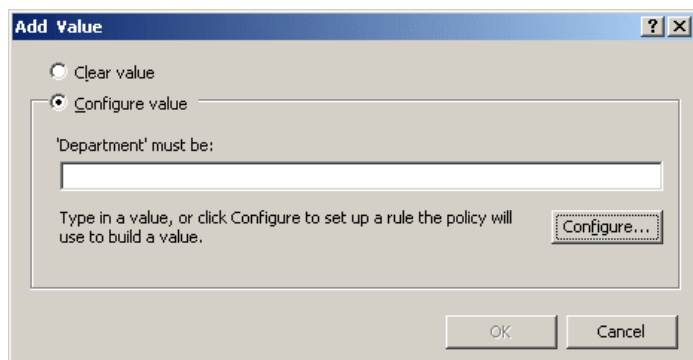 Add Value
Clear value
Configure value
'Department' must be:
Type in a value, or click Configure to set up a rule the policy will
use to build a value.
Configure...
OK
Cancel